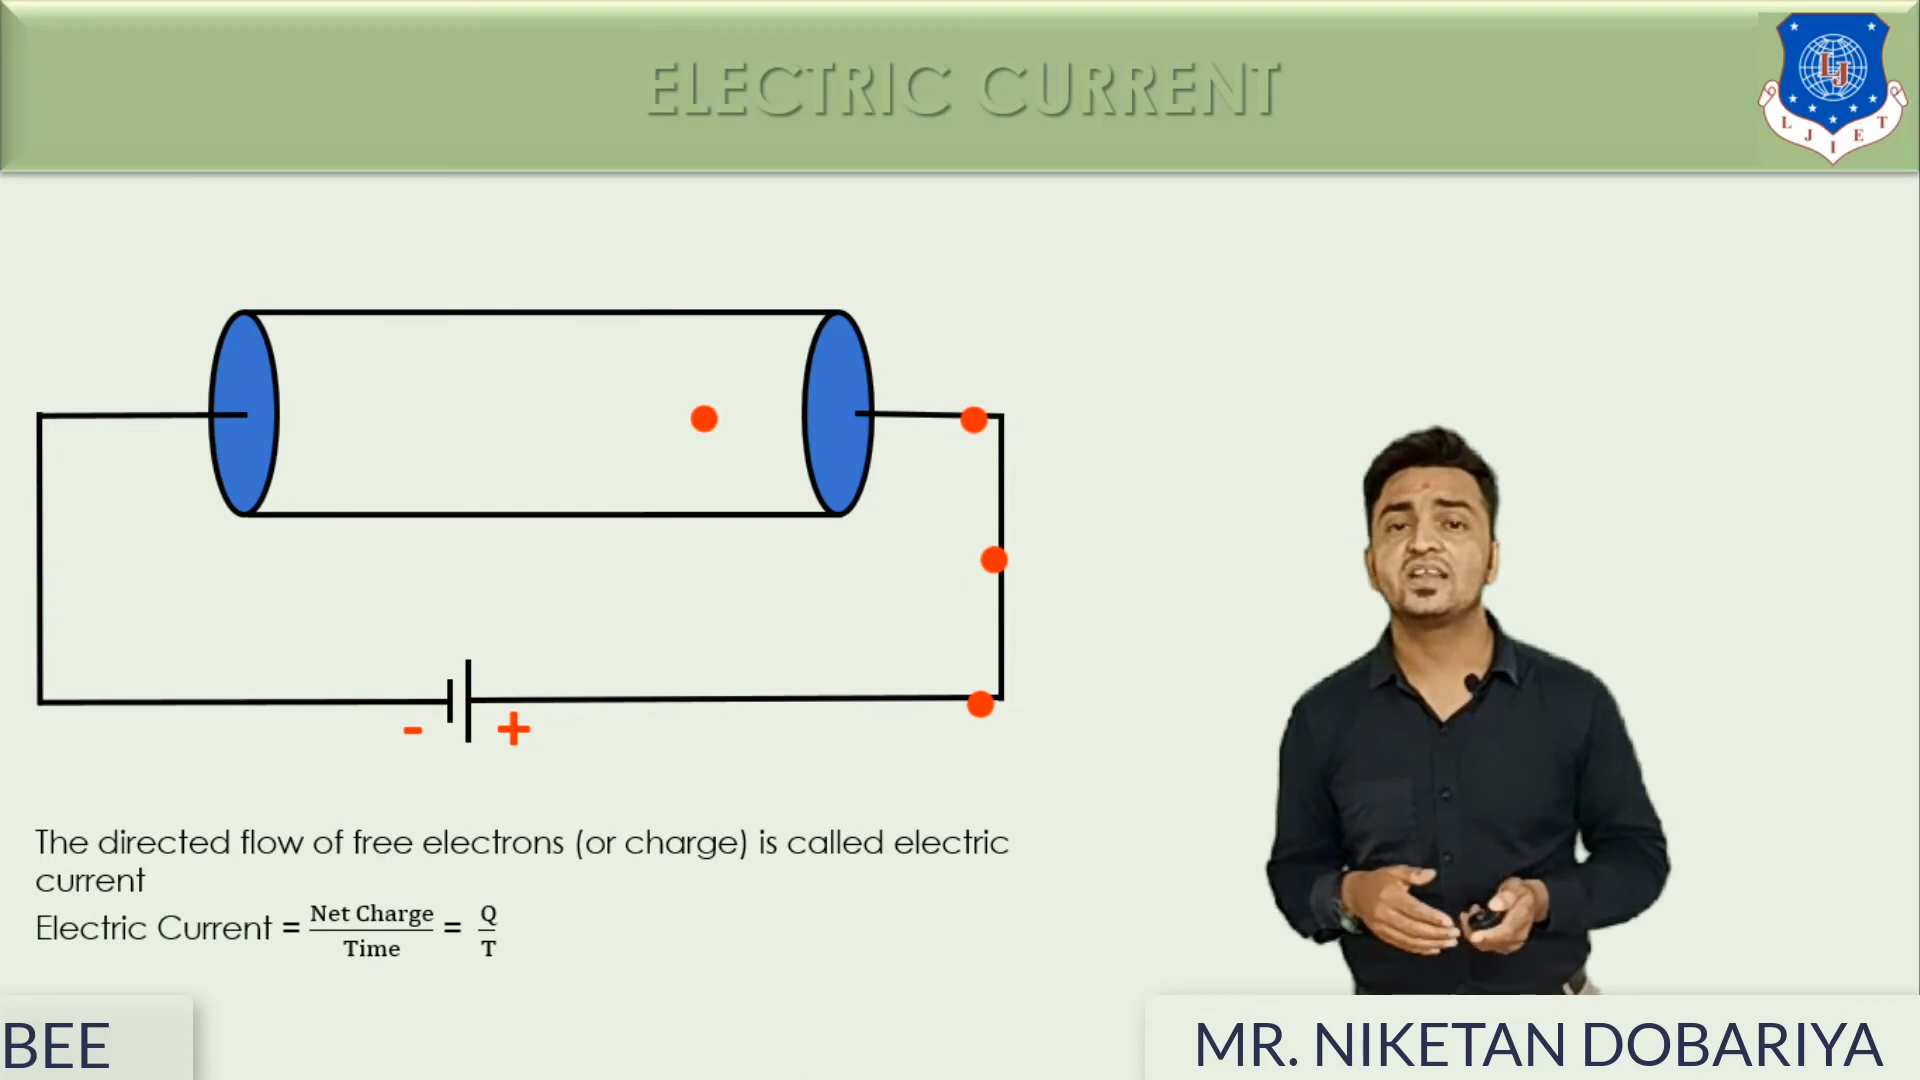 ELECTRIC CURRENT
LJ
L J I E T
- +
The directed flow of free electrons (or charge) is called electric
current
Electric Current = Net Charge / Time = Q / T
BEE
MR. NIKETAN DOBARIYA